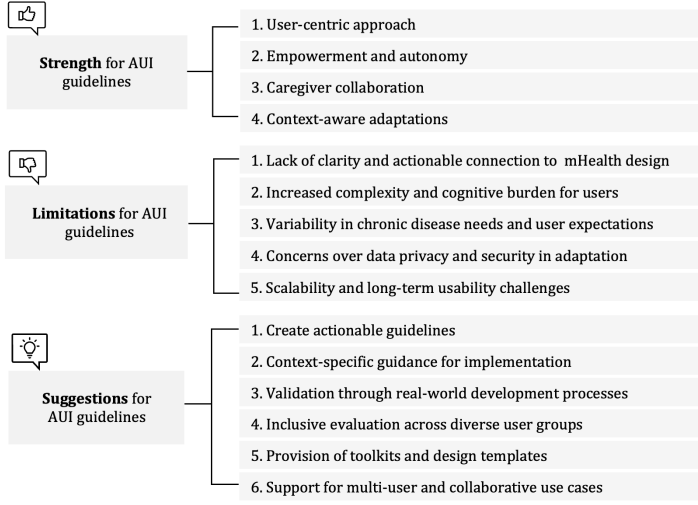 Strength for AUI
guidelines
1. User-centric approach
2. Empowerment and autonomy
3. Caregiver collaboration
4. Context-aware adaptations
Limitations for AUI
guidelines
1. Lack of clarity and actionable connection to mHealth design
2. Increased complexity and cognitive burden for users
3. Variability in chronic disease needs and user expectations
4. Concerns over data privacy and security in adaptation
5. Scalability and long-term usability challenges
Suggestions for
AUI guidelines
1. Create actionable guidelines
2. Context-specific guidance for implementation
3. Validation through real-world development processes
4. Inclusive evaluation across diverse user groups
5. Provision of toolkits and design templates
6. Support for multi-user and collaborative use cases